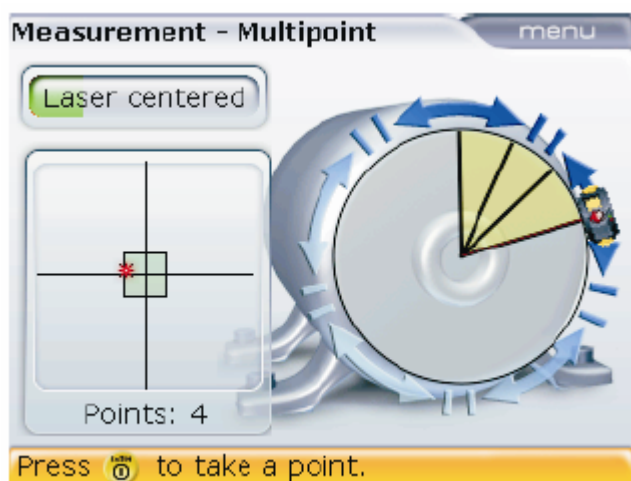 Measurement - Multipoint
menu
Laser centered
Points: 4
Press to take a point.